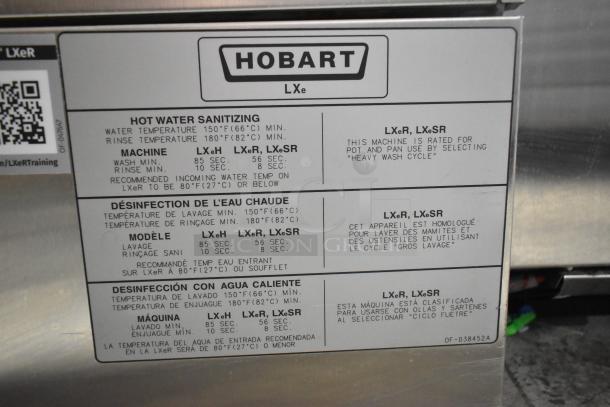 LXeR
OF-047647
n/LXeRTraining
HOBART
LXe
HOT WATER SANITIZING
WATER TEMPERATURE 150°F(66°C) MIN.
RINSE TEMPERATURE 180°F(82°C) MIN.
MACHINE LXeH LXeR, LXeSR
WASH MIN. 85 SEC. 56 SEC.
RINSE MIN. 10 SEC. 8 SEC.
RECOMMENDED INCOMING WATER TEMP ON
LXeR TO BE 80°F(27°C) OR BELOW
LXeR, LXeSR
THIS MACHINE IS RATED FOR
POT AND PAN USE BY SELECTING
"HEAVY WASH CYCLE"
DÉSINFECTION DE L'EAU CHAUDE
TEMPÉRATURE DE LAVAGE MIN. 150°F(66°C)
TEMPÉRATURE DE RINÇAGE MIN. 180°F(82°C)
MODÈLE LXeH LXeR, LXeSR
LAVAGE 85 SEC. 56 SEC.
RINÇAGE SANI 10 SEC. 8 SEC.
RECOMMANDÉ TEMP EAU ENTRANT
SUR LXeR À 80°F(27°C) OU SOUFFLET
LXeR, LXeSR
CET APPAREIL EST HOMOLOGUÉ
POUR LAVER DES MAMITES ET
DES USTENSILES EN UTILISANT
LE CYCLE "GROS LAVAGE"
DESINFECCIÓN CON AGUA CALIENTE
TEMPERATURA DE LAVADO 150°F(66°C) MIN.
TEMPERATURA DE ENJUAGUE 180°F(82°C) MIN.
MÁQUINA LXeH LXeR, LXeSR
LAVADO MIN. 85 SEC. 56 SEC.
ENJUAGUE MIN. 10 SEC. 8 SEC.
LA TEMPERATURA DEL AQUA DE ENTRADA RECOMENDADA
EN LA LXeR SERÁ DE 80°F(27°C) O MENOR
LXeR, LXeSR
ESTA MÁQUINA ESTÁ CLASIFICADA
PARA USARSE CON OLLAS Y SARTENES
AL SELECCIONAR "CICLO FUETRE"
OF-038452A